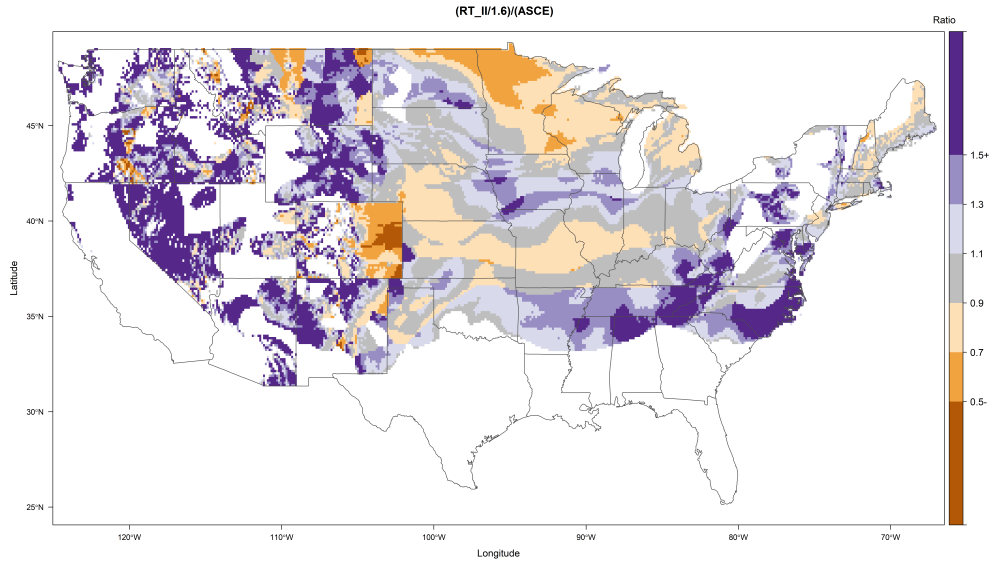 (RT_II/1.6)/(ASCE)
Ratio
45°N
40°N
35°N
30°N
25°N
Latitude
120°W
110°W
100°W
90°W
80°W
70°W
Longitude
1.5+
1.3
1.1
0.9
0.7
0.5-